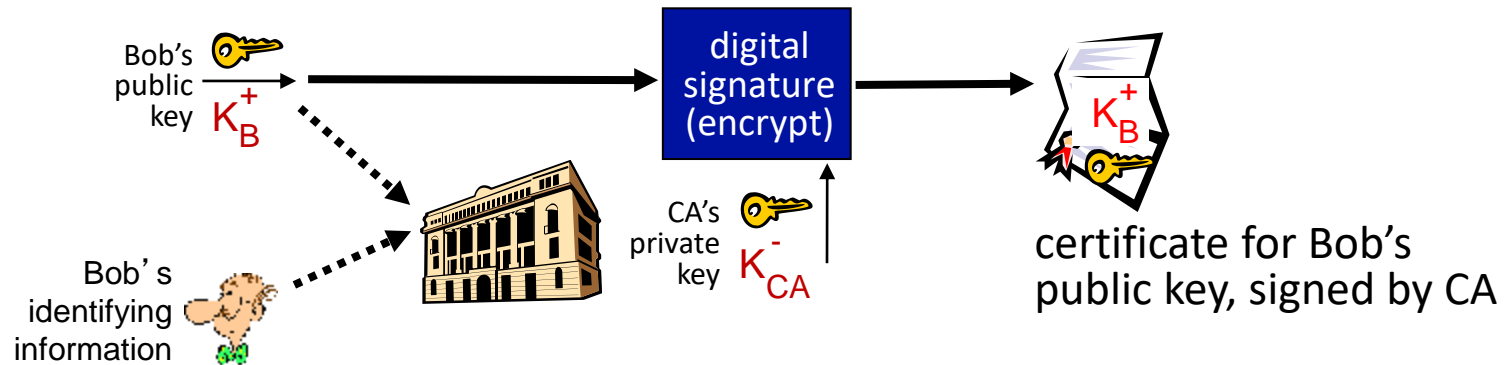 Bob's
public
key
K_B^+
digital
signature
(encrypt)
K_B^+
CA's
private
key
K_CA^-
certificate for Bob's
public key, signed by CA
Bob's
identifying
information